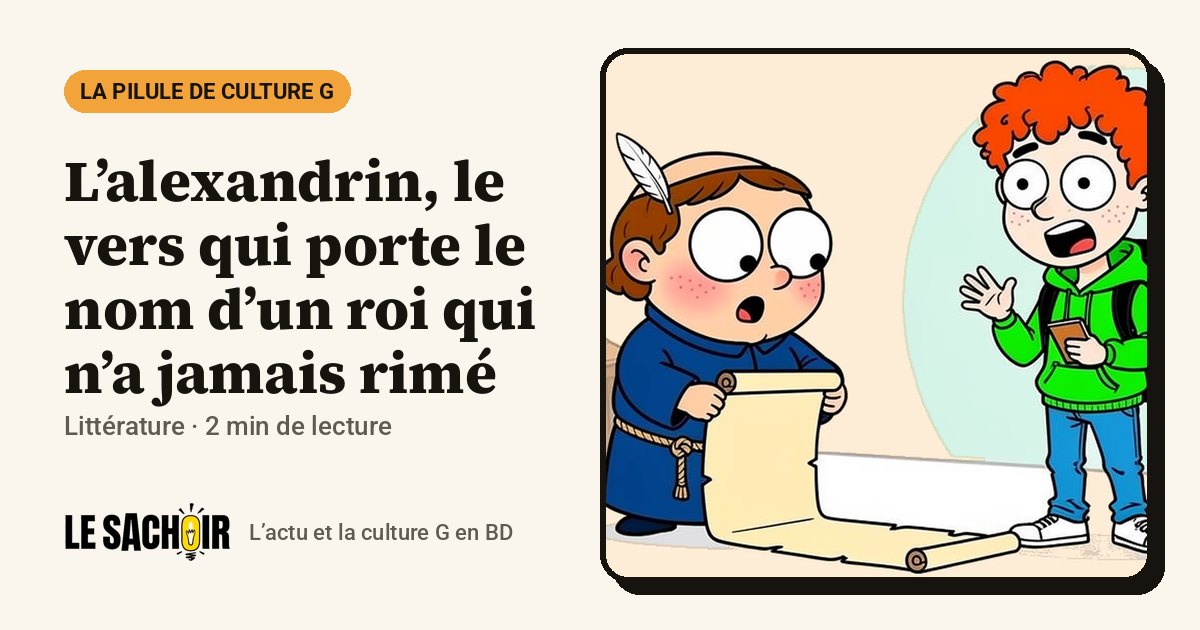 LA PILULE DE CULTURE G
L’alexandrin, le
vers qui porte le
nom d’un roi qui
n’a jamais rimé
Littérature · 2 min de lecture
LE SACHOIR
L’actu et la culture G en BD